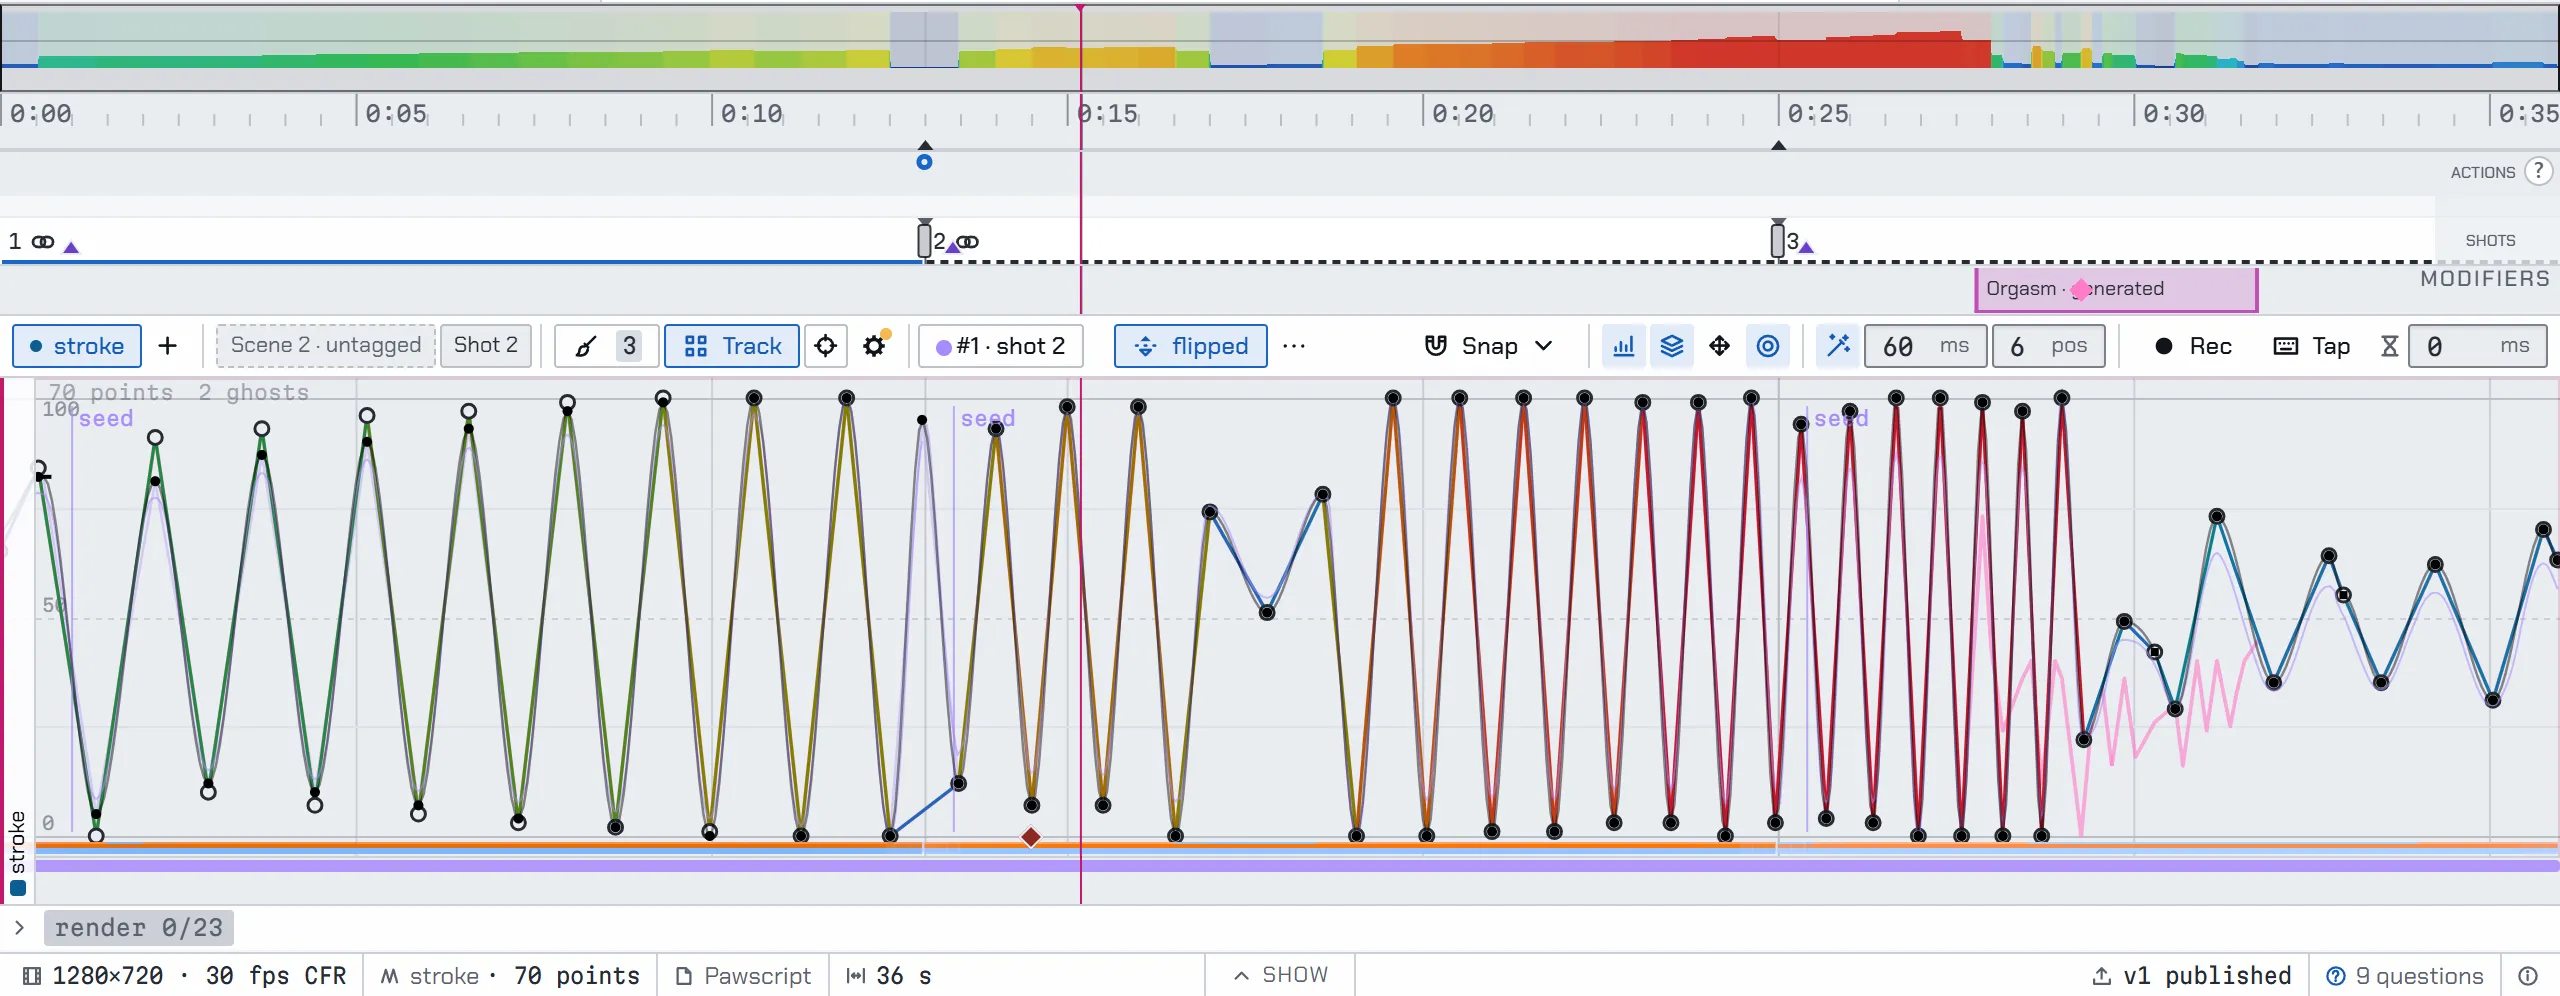 0:00 0:05 0:10 0:15 0:20 0:25 0:30 0:35
ACTIONS ?
1 2 3 SHOTS
Orgasm · generated MODIFIERS
stroke + Scene 2 · untagged Shot 2 3 Track #1 · shot 2 flipped ··· Snap 60 ms 6 pos Rec Tap 0 ms
70 points 2 ghosts
100 seed seed seed
50
0
stroke
render 0/23
1280×720 · 30 fps CFR stroke · 70 points Pawscript 36 s SHOW v1 published 9 questions